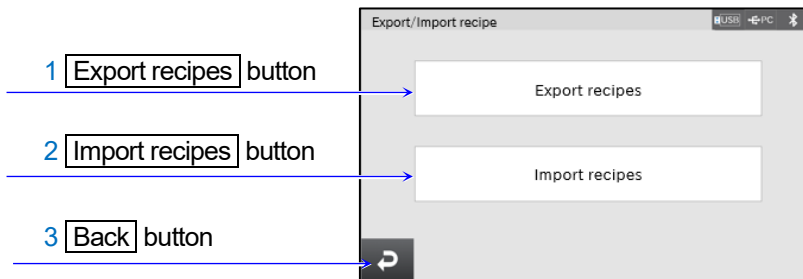 Export/Import recipe
USB PC
1 Export recipes button
Export recipes
2 Import recipes button
Import recipes
3 Back button